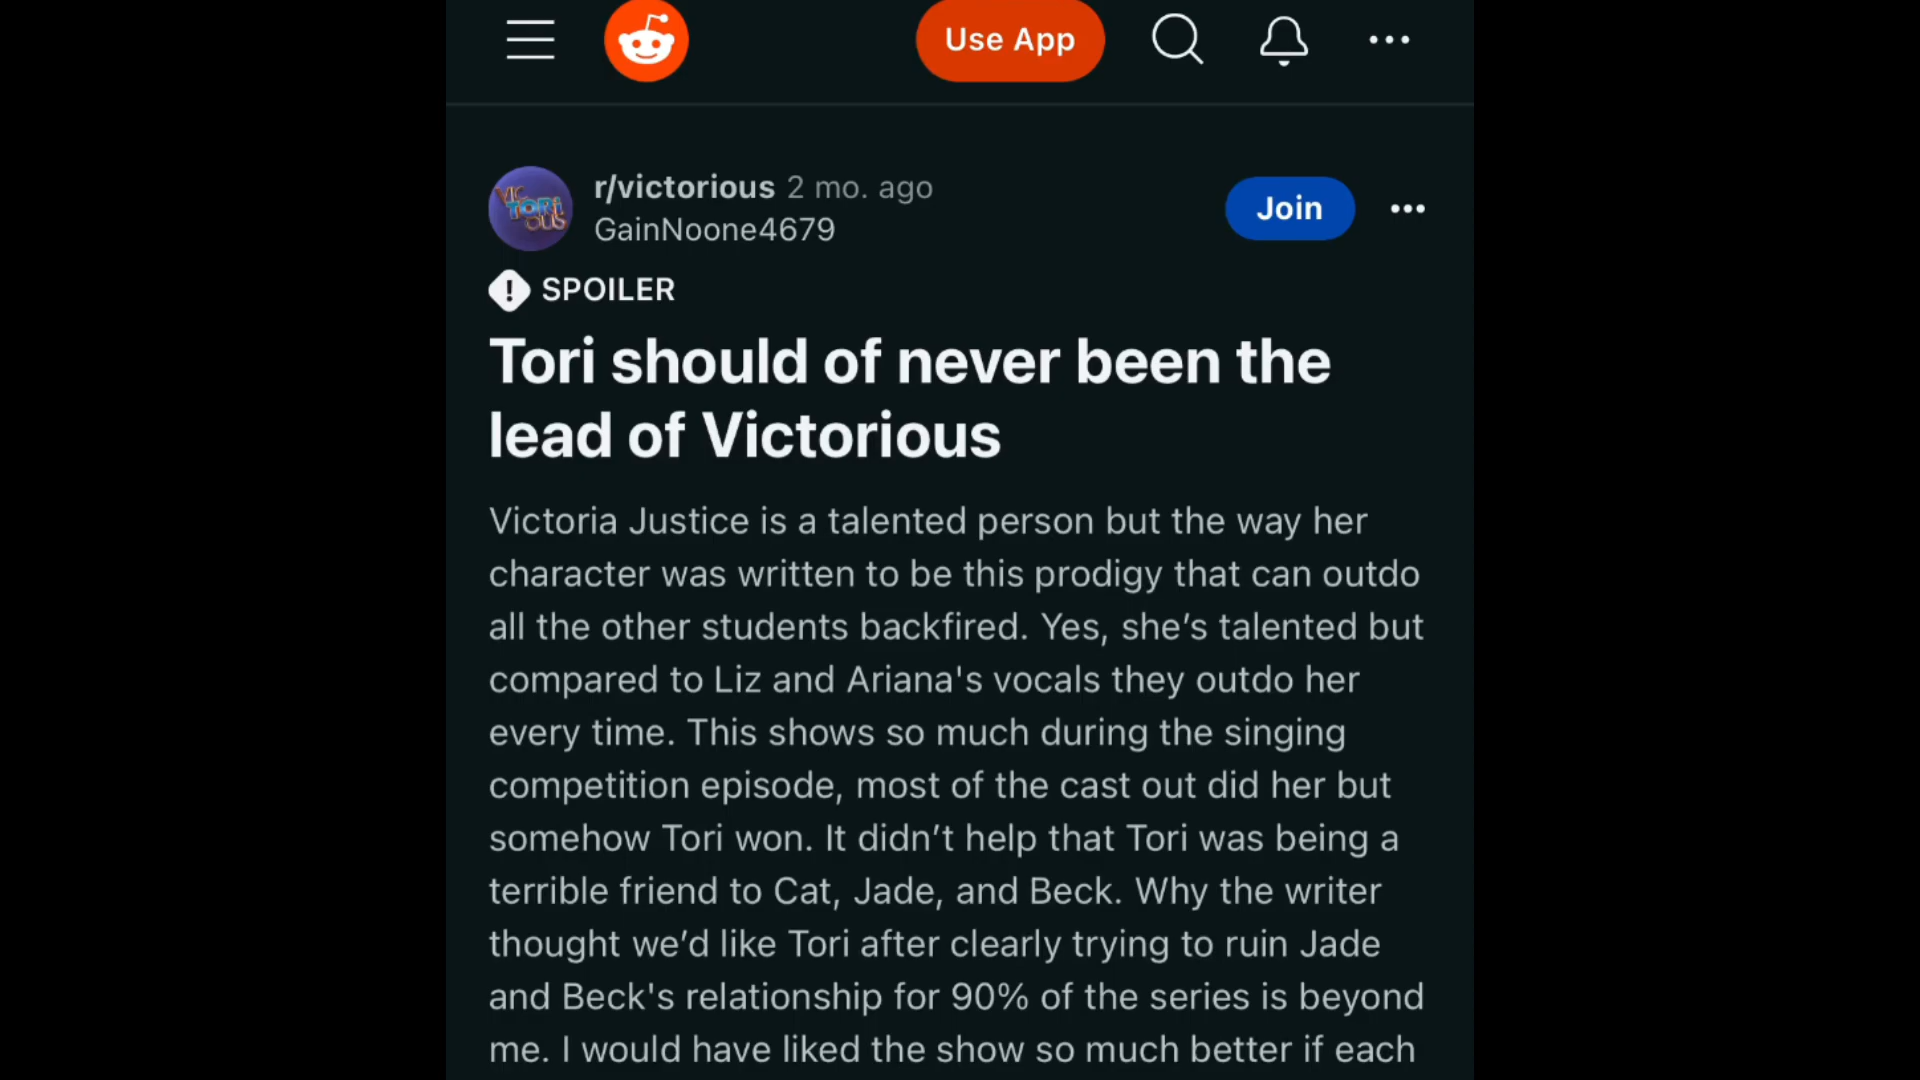 Use App
r/victorious 2 mo. ago
VIC
TORi
OUS
GainNoone4679
Join
SPOILER
Tori should of never been the
lead of Victorious
Victoria Justice is a talented person but the way her
character was written to be this prodigy that can outdo
all the other students backfired. Yes, she’s talented but
compared to Liz and Ariana's vocals they outdo her
every time. This shows so much during the singing
competition episode, most of the cast out did her but
somehow Tori won. It didn’t help that Tori was being a
terrible friend to Cat, Jade, and Beck. Why the writer
thought we’d like Tori after clearly trying to ruin Jade
and Beck's relationship for 90% of the series is beyond
me. I would have liked the show so much better if each